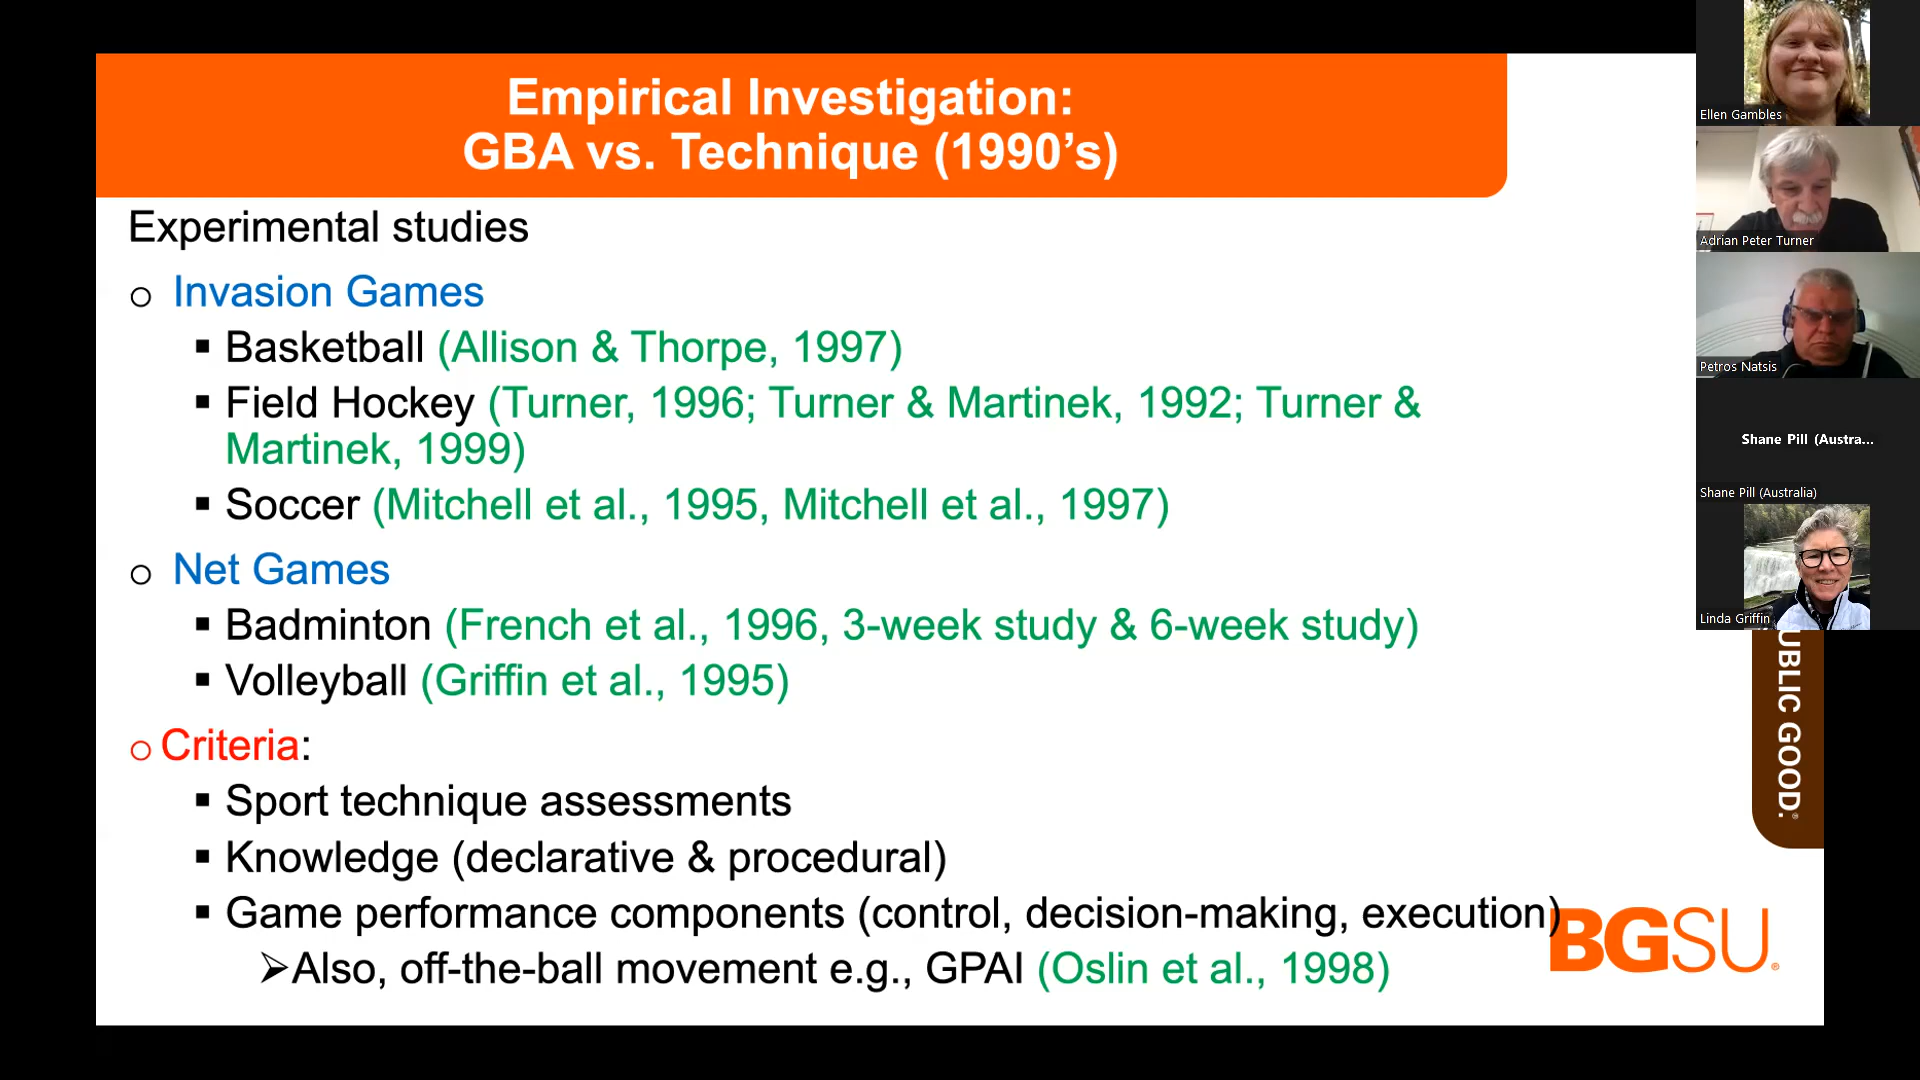 Empirical Investigation:
GBA vs. Technique (1990’s)
Experimental studies
o Invasion Games
▪ Basketball (Allison & Thorpe, 1997)
▪ Field Hockey (Turner, 1996; Turner & Martinek, 1992; Turner &
Martinek, 1999)
▪ Soccer (Mitchell et al., 1995, Mitchell et al., 1997)
o Net Games
▪ Badminton (French et al., 1996, 3-week study & 6-week study)
▪ Volleyball (Griffin et al., 1995)
o Criteria:
▪ Sport technique assessments
▪ Knowledge (declarative & procedural)
▪ Game performance components (control, decision-making, execution)
➢Also, off-the-ball movement e.g., GPAI (Oslin et al., 1998)
BGSU®
UBLIC GOOD.®
Ellen Gambles
Adrian Peter Turner
Petros Natsis
Shane Pill (Austra...
Shane Pill (Australia)
Linda Griffin